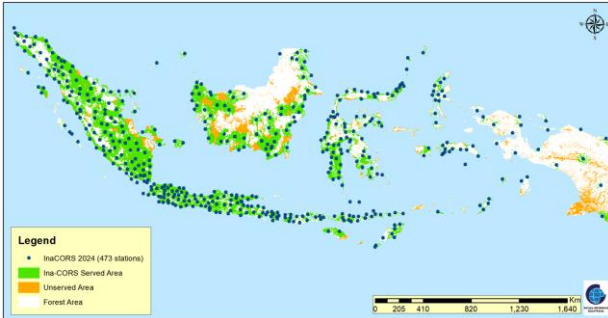 Legend
InaCORS 2024 (473 stations)
Ina-CORS Served Area
Unserved Area
Forest Area
Km
0 205 410 820 1,230 1,640